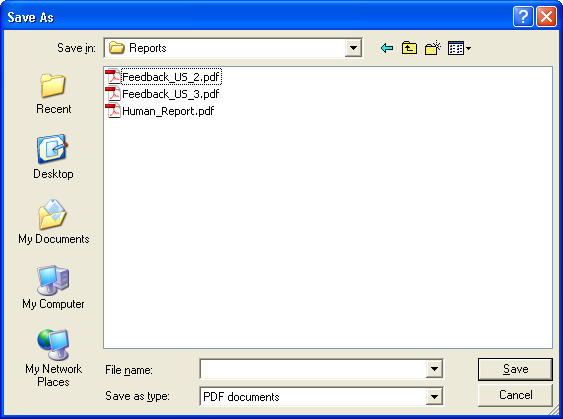 Save As
Save in:
Reports
Feedback_US_2.pdf
Feedback_US_3.pdf
Human_Report.pdf
Recent
Desktop
My Documents
My Computer
My Network
Places
File name:
Save
Save as type:
PDF documents
Cancel